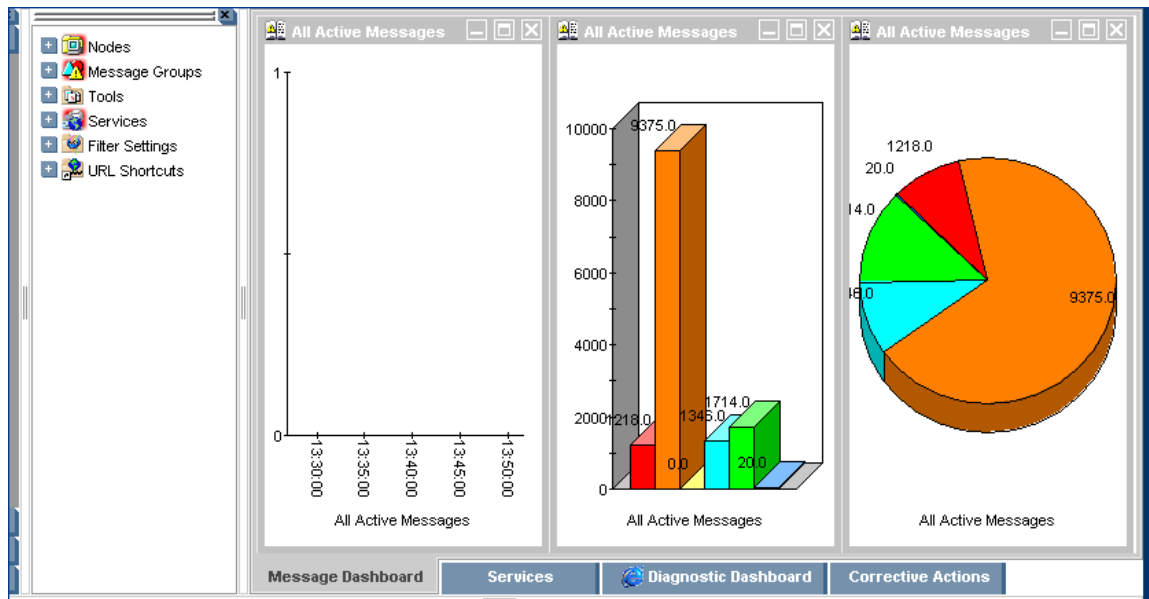 Nodes
Message Groups
Tools
Services
Filter Settings
URL Shortcuts
All Active Messages
1
0
13:30:00
13:35:00
13:40:00
13:45:00
13:50:00
All Active Messages
All Active Messages
10000
8000
6000
4000
2000
0
9375.0
1218.0
0.0
1346.0
1714.0
20.0
All Active Messages
All Active Messages
1218.0
20.0
14.0
9375.0
All Active Messages
Message Dashboard
Services
Diagnostic Dashboard
Corrective Actions